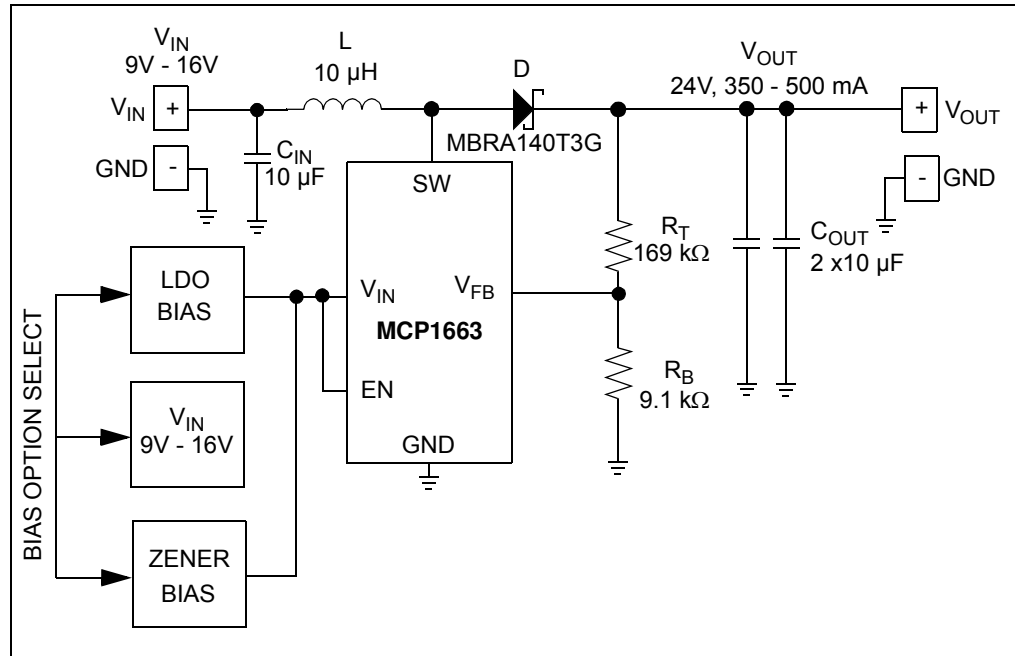 V_IN
9V - 16V
L
10 µH
D
MBRA140T3G
V_OUT
24V, 350 - 500 mA
V_IN
+
GND
-
C_IN
10 µF
+
V_OUT
-
GND
SW
V_IN
V_FB
MCP1663
EN
GND
R_T
169 kΩ
R_B
9.1 kΩ
C_OUT
2 x10 µF
BIAS OPTION SELECT
LDO
BIAS
V_IN
9V - 16V
ZENER
BIAS